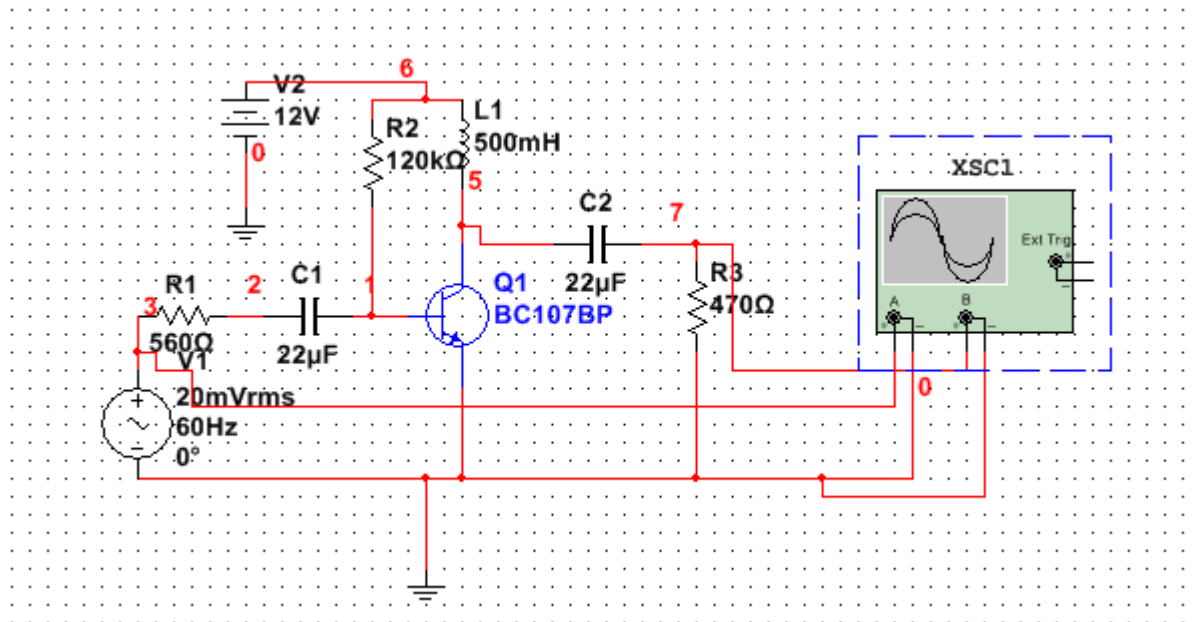 6
V2
12V
0
R2
120kΩ
L1
500mH
5
C2
22µF
7
R3
470Ω
XSC1
Ext Trig
A
B
R1
560Ω
3
2
C1
22µF
1
Q1
BC107BP
V1
20mVrms
60Hz
0°
0